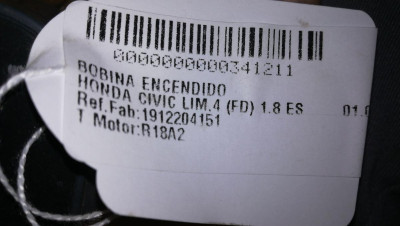 0000000000341211
BOBINA ENCENDIDO
HONDA CIVIC LIM.4 (FD) 1.8 ES
Ref.Fab:1912204151
T Motor:R18A2